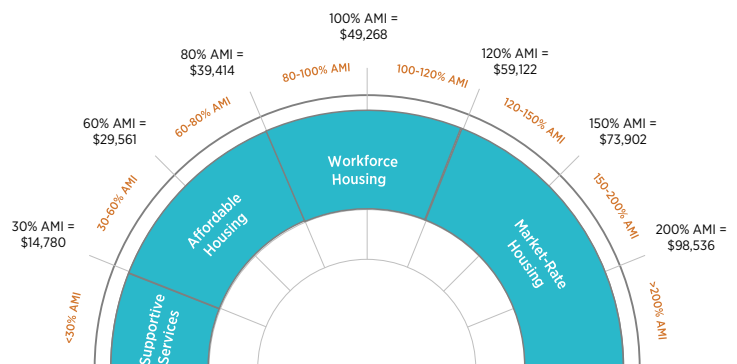 100% AMI =
$49,268
80% AMI =
$39,414
120% AMI =
$59,122
80-100% AMI
100-120% AMI
60% AMI =
$29,561
60-80% AMI
120-150% AMI
150% AMI =
$73,902
Workforce
Housing
30-60% AMI
150-200% AMI
Affordable
Housing
Market-Rate
Housing
30% AMI =
$14,780
200% AMI =
$98,536
<30% AMI
>200% AMI
Supportive
Services